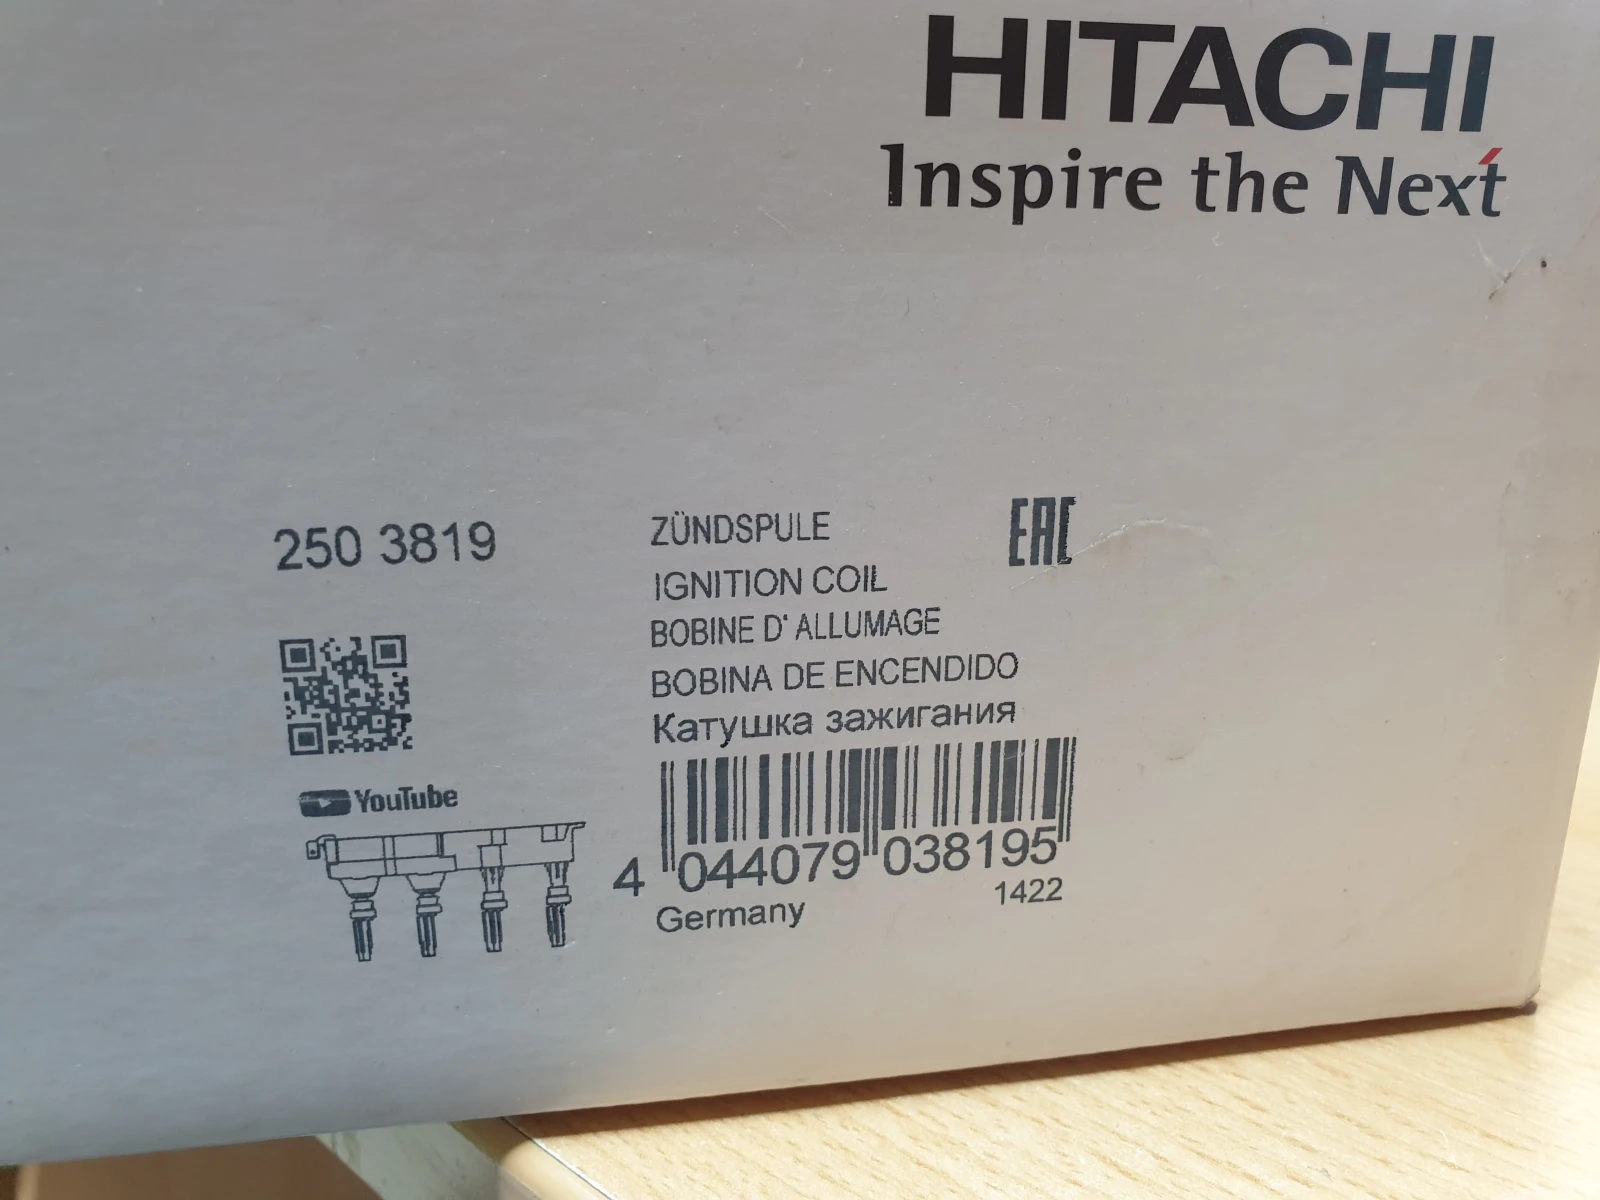 HITACHI
Inspire the Next
250 3819
ZÜNDSPULE
IGNITION COIL
BOBINE D'ALLUMAGE
BOBINA DE ENCENDIDO
Катушка зажигания
EAC
YouTube
4 044079 038195
Germany
1422